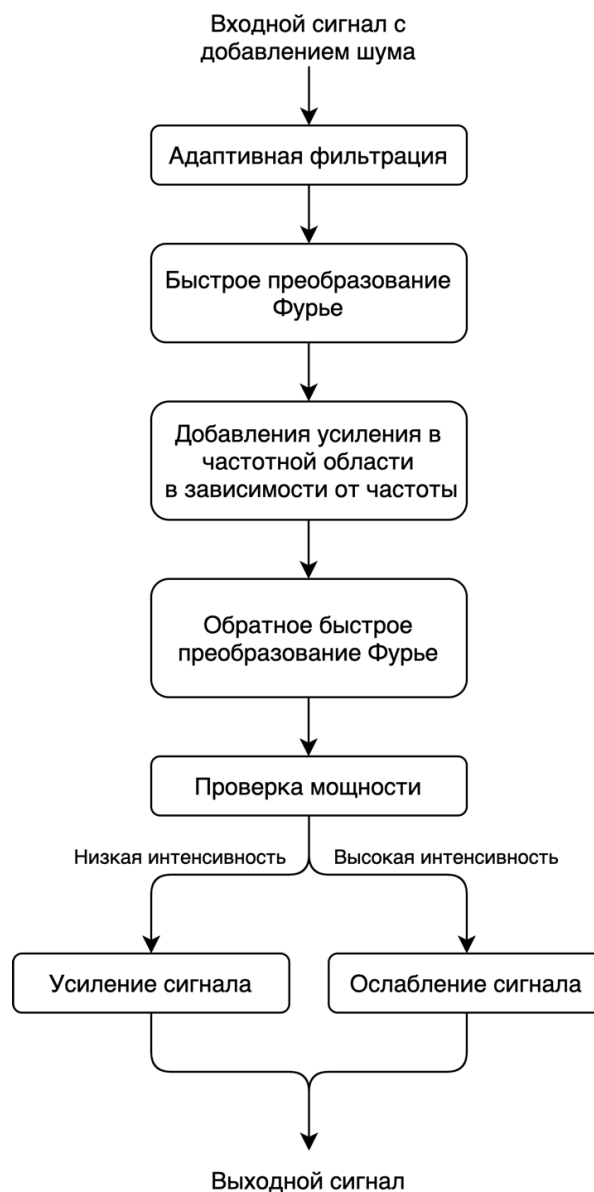 Входной сигнал с
добавлением шума
Адаптивная фильтрация
Быстрое преобразование
Фурье
Добавления усиления в
частотной области
в зависимости от частоты
Обратное быстрое
преобразование Фурье
Проверка мощности
Низкая интенсивность
Высокая интенсивность
Усиление сигнала
Ослабление сигнала
Выходной сигнал